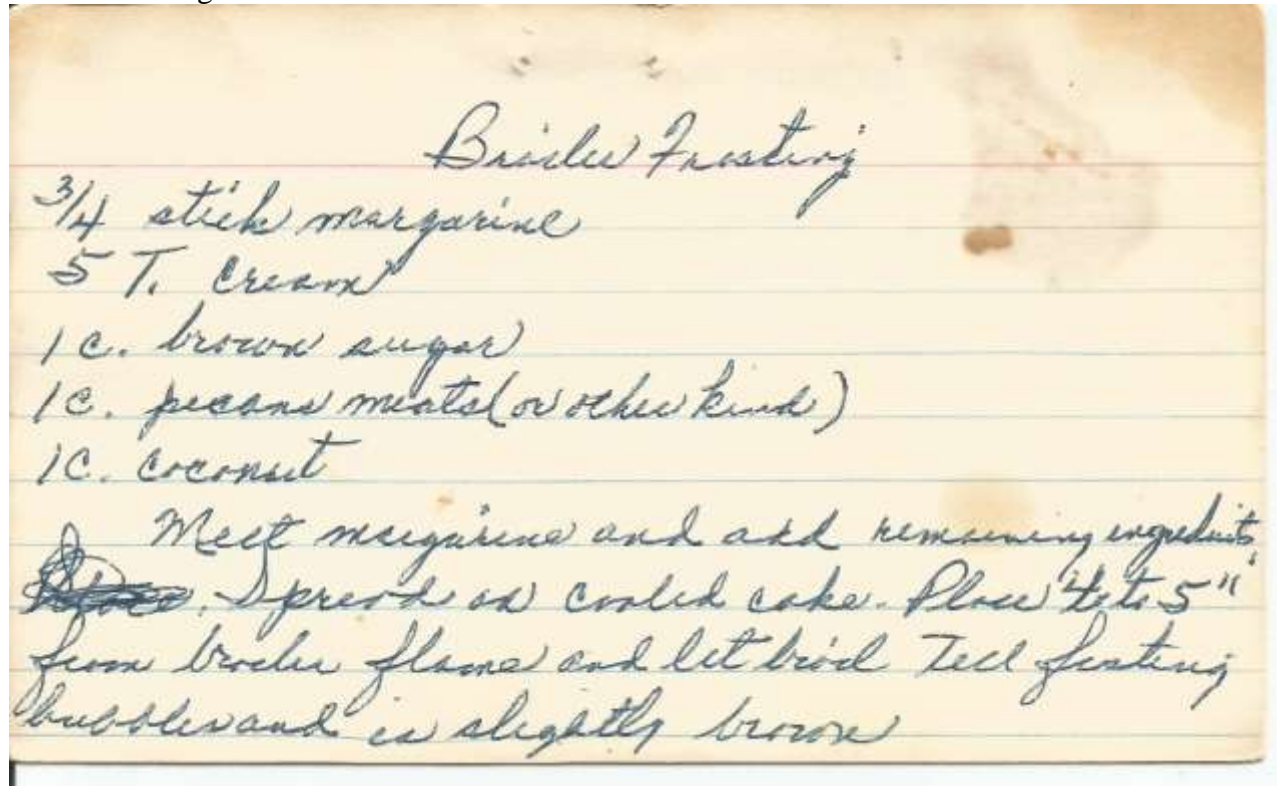 Broiler Frosting
3/4 stick margarine
5 T. cream
1 c. brown sugar
1 c. pecans meats (or other kind)
1 c. coconut
Melt margarine and add remaining ingredients
. Spread on cooled cake. Place 4 to 5"
from broiler flame and let broil Till frosting
bubbles and is slightly brown